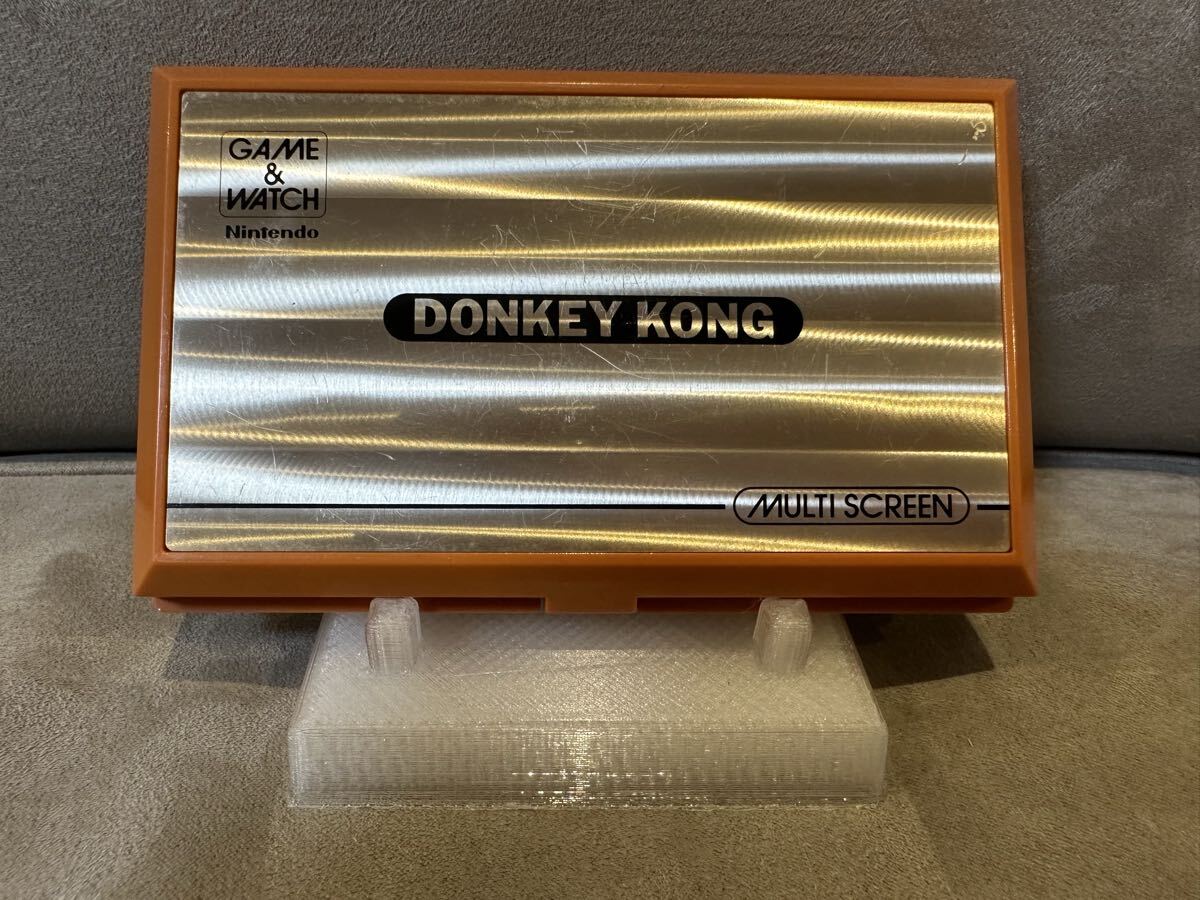 GAME
&
WATCH
Nintendo
DONKEY KONG
MULTI SCREEN